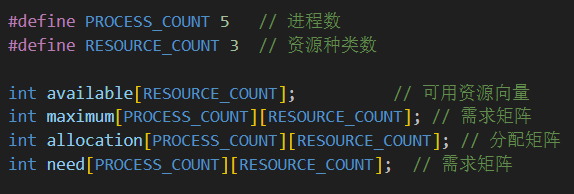 #define PROCESS_COUNT 5   // 进程数
#define RESOURCE_COUNT 3  // 资源种类数
int available[RESOURCE_COUNT];          // 可用资源向量
int maximum[PROCESS_COUNT][RESOURCE_COUNT]; // 需求矩阵
int allocation[PROCESS_COUNT][RESOURCE_COUNT]; // 分配矩阵
int need[PROCESS_COUNT][RESOURCE_COUNT];  // 需求矩阵